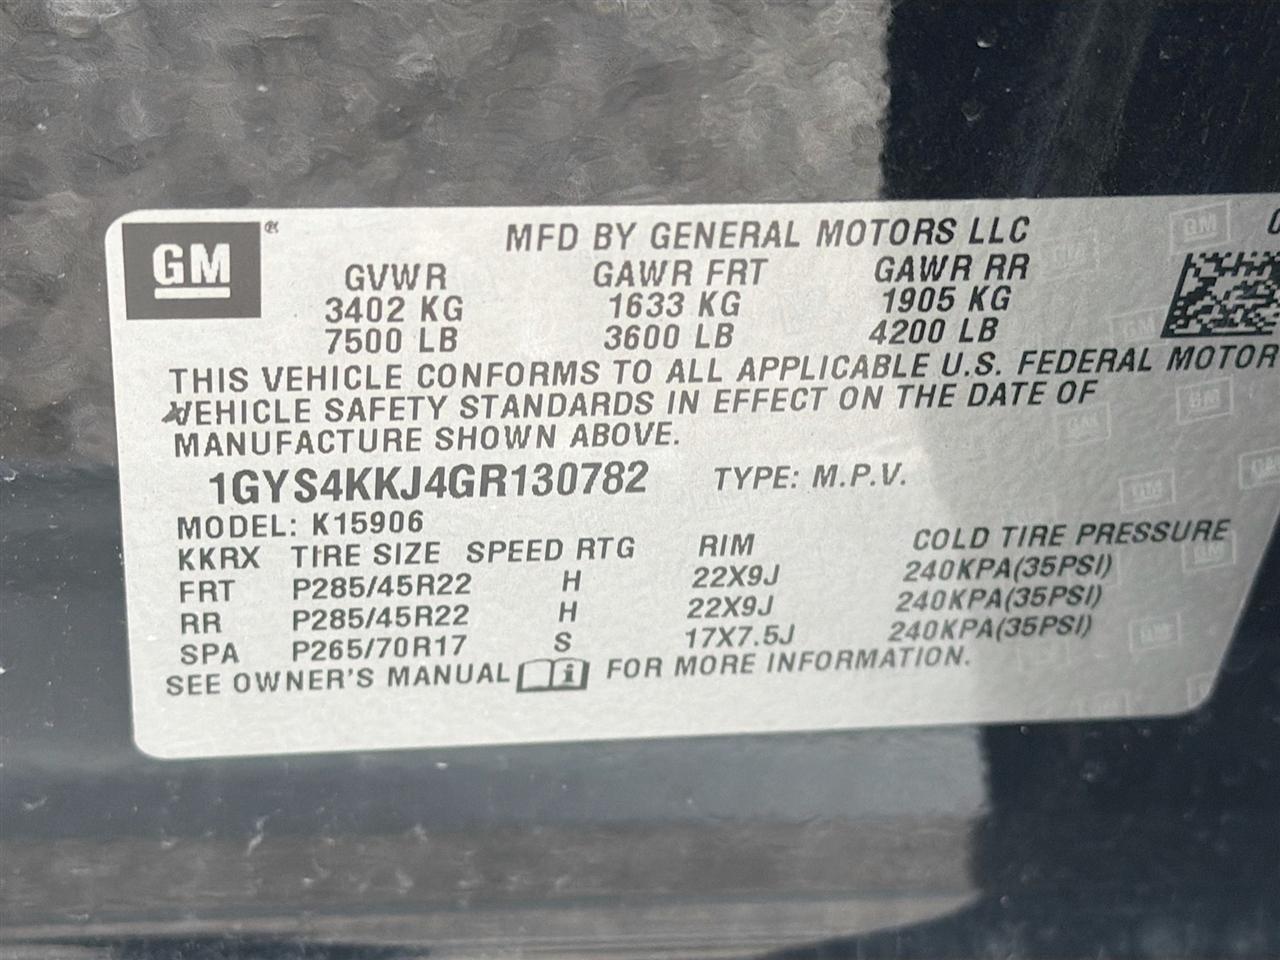 GM ®
MFD BY GENERAL MOTORS LLC
GVWR GAWR FRT GAWR RR
3402 KG 1633 KG 1905 KG
7500 LB 3600 LB 4200 LB
THIS VEHICLE CONFORMS TO ALL APPLICABLE U.S. FEDERAL MOTOR
VEHICLE SAFETY STANDARDS IN EFFECT ON THE DATE OF
MANUFACTURE SHOWN ABOVE.
1GYS4KKJ4GR130782 TYPE: M.P.V.
MODEL: K15906
KKRX TIRE SIZE SPEED RTG RIM COLD TIRE PRESSURE
FRT P285/45R22 H 22X9J 240KPA(35PSI)
RR P285/45R22 H 22X9J 240KPA(35PSI)
SPA P265/70R17 S 17X7.5J 240KPA(35PSI)
SEE OWNER'S MANUAL i FOR MORE INFORMATION.